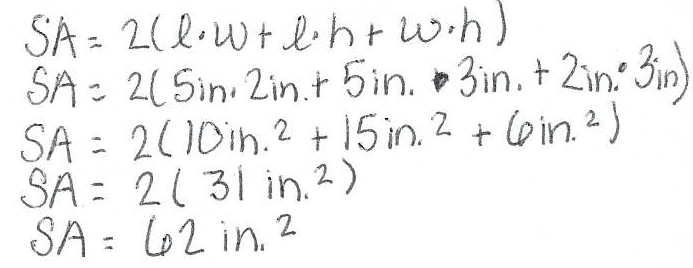 SA = 2(l·w + l·h + w·h)
SA = 2(5in. 2in. + 5in. · 3in. + 2in. · 3in)
SA = 2(10in.² + 15in.² + 6in.²)
SA = 2(31 in.²)
SA = 62 in.²